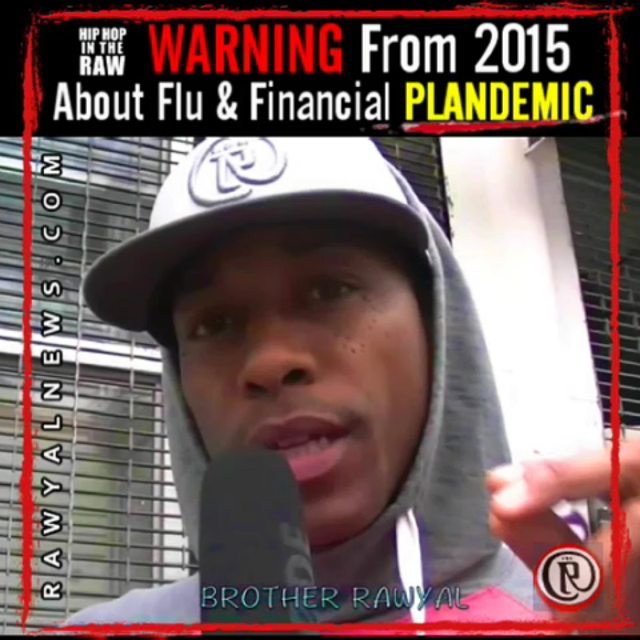 HIP HOP
IN THE
RAW
WARNING From 2015
About Flu & Financial PLANDEMIC
RAWYALNEWS.COM
BROTHER RAWYAL